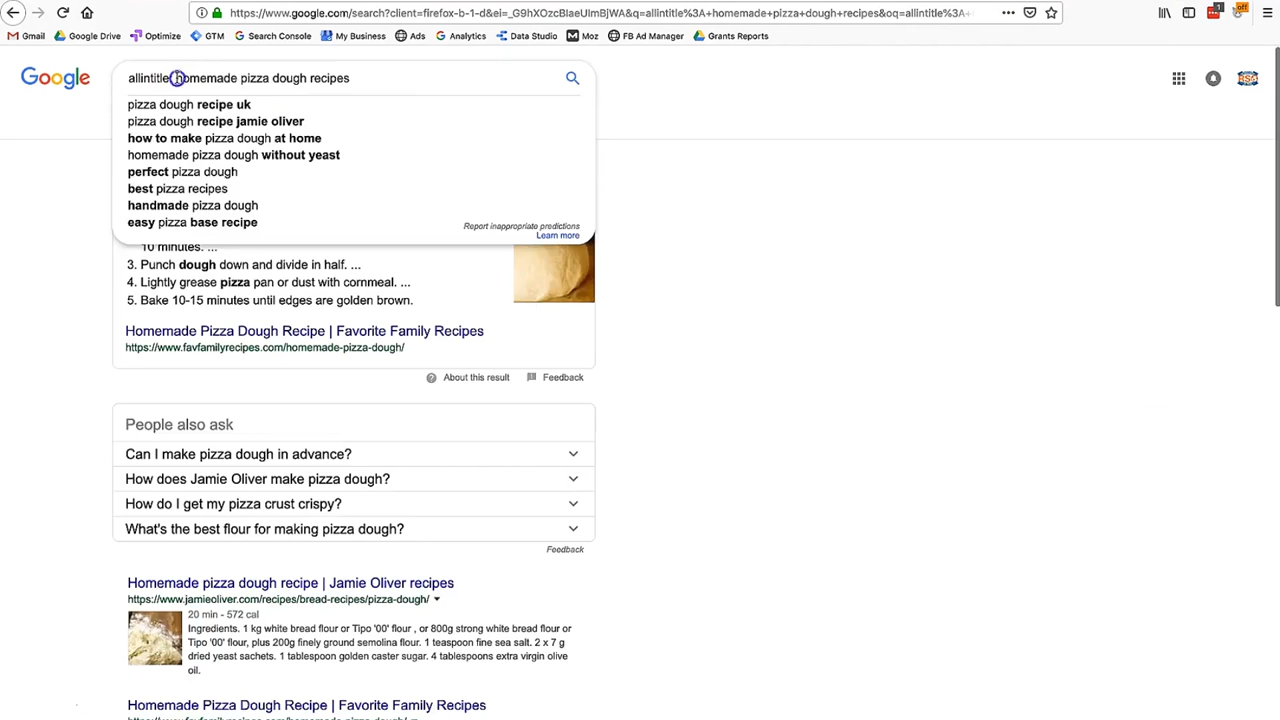 https://www.google.com/search?client=firefox-b-1-d&ei=_G9hXOzcBIaeUImBjWA&q=allintitle%3A+homemade+pizza+dough+recipes&oq=allintitle%3A+
1
off
Gmail Google Drive Optimize GTM Search Console My Business Ads Analytics Data Studio Moz FB Ad Manager Grants Reports
Google
allintitle homemade pizza dough recipes
pizza dough recipe uk
pizza dough recipe jamie oliver
how to make pizza dough at home
homemade pizza dough without yeast
perfect pizza dough
best pizza recipes
handmade pizza dough
easy pizza base recipe
Report inappropriate predictions
Learn more
10 minutes. ...
3. Punch dough down and divide in half. ...
4. Lightly grease pizza pan or dust with cornmeal. ...
5. Bake 10-15 minutes until edges are golden brown.
Homemade Pizza Dough Recipe | Favorite Family Recipes
https://www.favfamilyrecipes.com/homemade-pizza-dough/
About this result Feedback
People also ask
Can I make pizza dough in advance?
How does Jamie Oliver make pizza dough?
How do I get my pizza crust crispy?
What's the best flour for making pizza dough?
Feedback
Homemade pizza dough recipe | Jamie Oliver recipes
https://www.jamieoliver.com/recipes/bread-recipes/pizza-dough/
20 min - 572 cal
Ingredients. 1 kg white bread flour or Tipo '00' flour , or 800g strong white bread flour or
Tipo '00' flour, plus 200g finely ground semolina flour. 1 teaspoon fine sea salt. 2 x 7 g
dried yeast sachets. 1 tablespoon golden caster sugar. 4 tablespoons extra virgin olive
oil.
Homemade Pizza Dough Recipe | Favorite Family Recipes